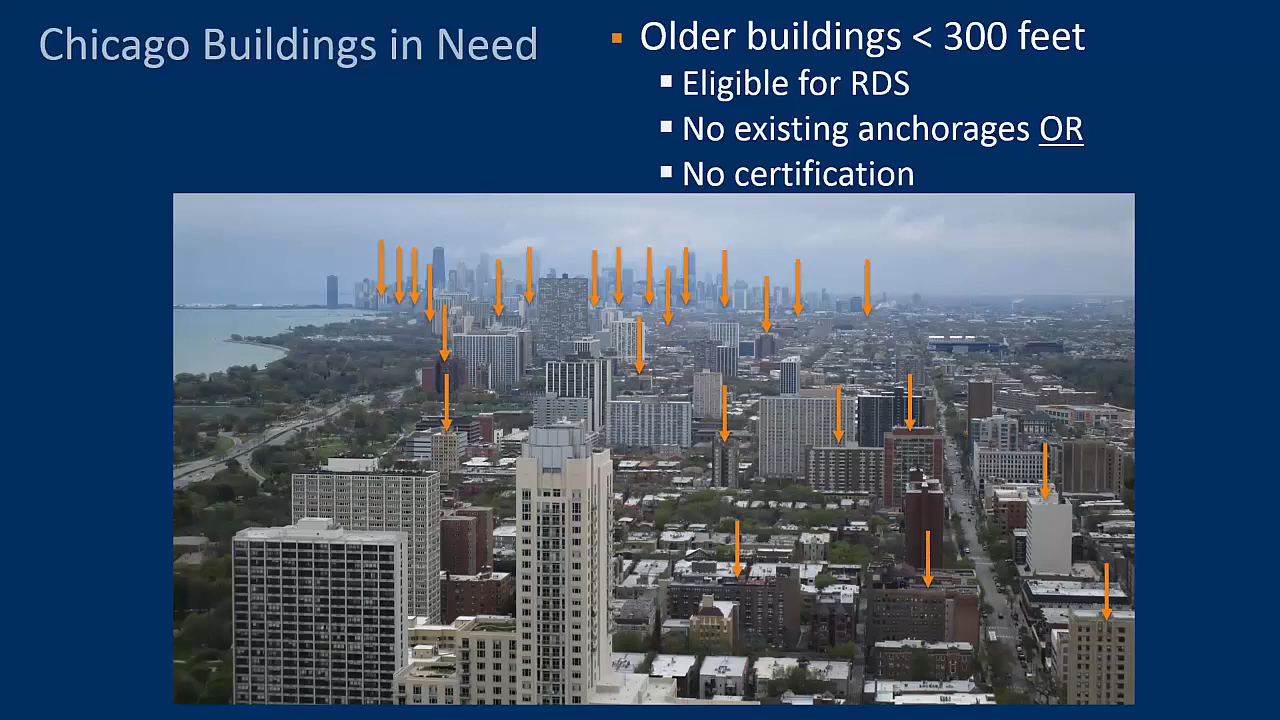 Chicago Buildings in Need
Older buildings < 300 feet
Eligible for RDS
No existing anchorages OR
No certification